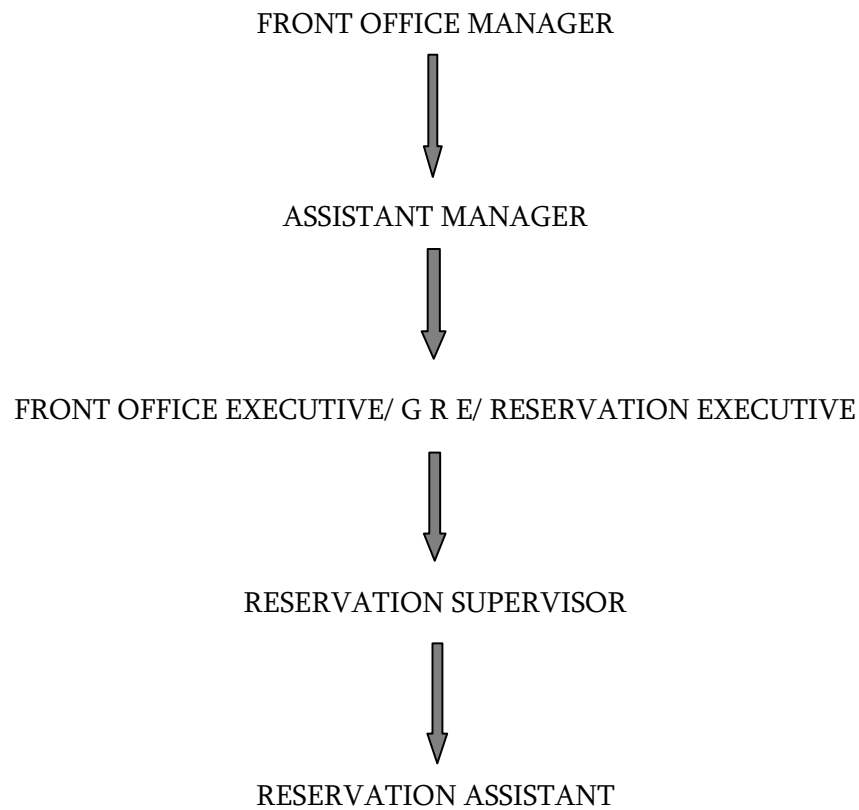 FRONT OFFICE MANAGER
ASSISTANT MANAGER
FRONT OFFICE EXECUTIVE/ G R E/ RESERVATION EXECUTIVE
RESERVATION SUPERVISOR
RESERVATION ASSISTANT